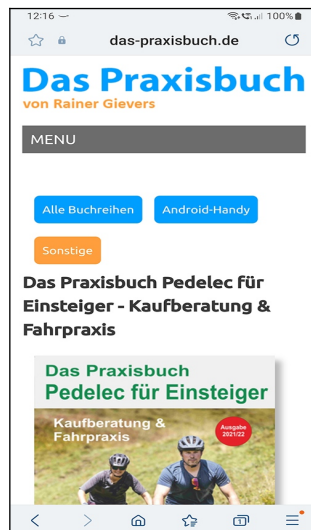 12:16
100%
das-praxisbuch.de
Das Praxisbuch
von Rainer Gievers
MENU
Alle Buchreihen
Android-Handy
Sonstige
Das Praxisbuch Pedelec für
Einsteiger - Kaufberatung &
Fahrpraxis
Das Praxisbuch
Pedelec für Einsteiger
Kaufberatung &
Fahrpraxis
Ausgabe
2021/22
1